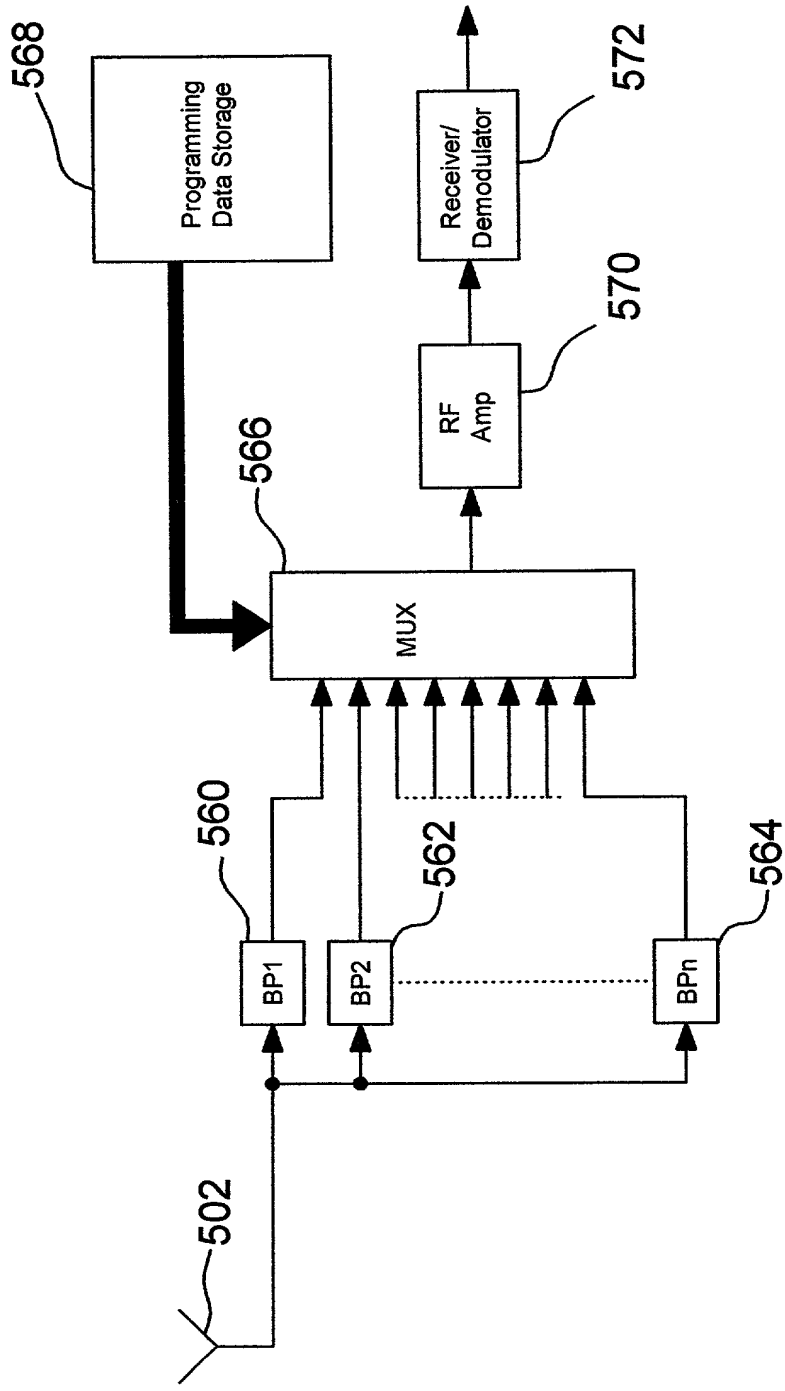 502
560
BP1
562
BP2
564
BPn
566
MUX
568
Programming
Data Storage
570
RF
Amp
572
Receiver/
Demodulator